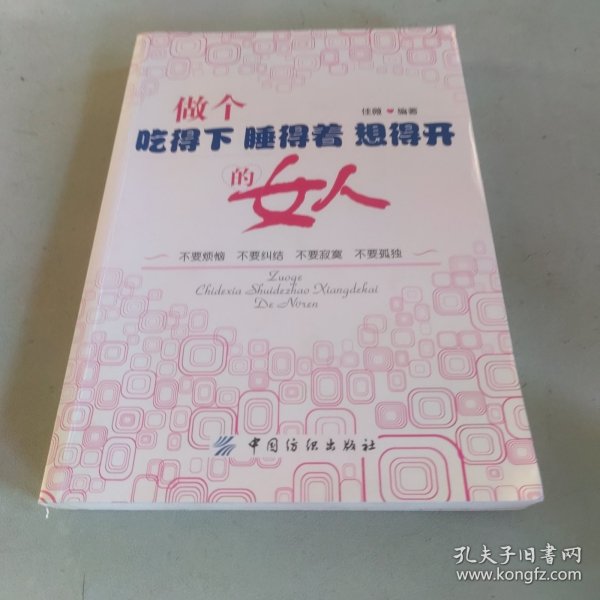 做个
佳薇 ❤ 编著
吃得下 睡得着 想得开
的 女人
不要烦恼 不要纠结 不要寂寞 不要孤独
Zuoge
Chidexia Shuidezhao Xiangdekai
De Nüren
中国纺织出版社
孔夫子旧书网
www.kongfz.com